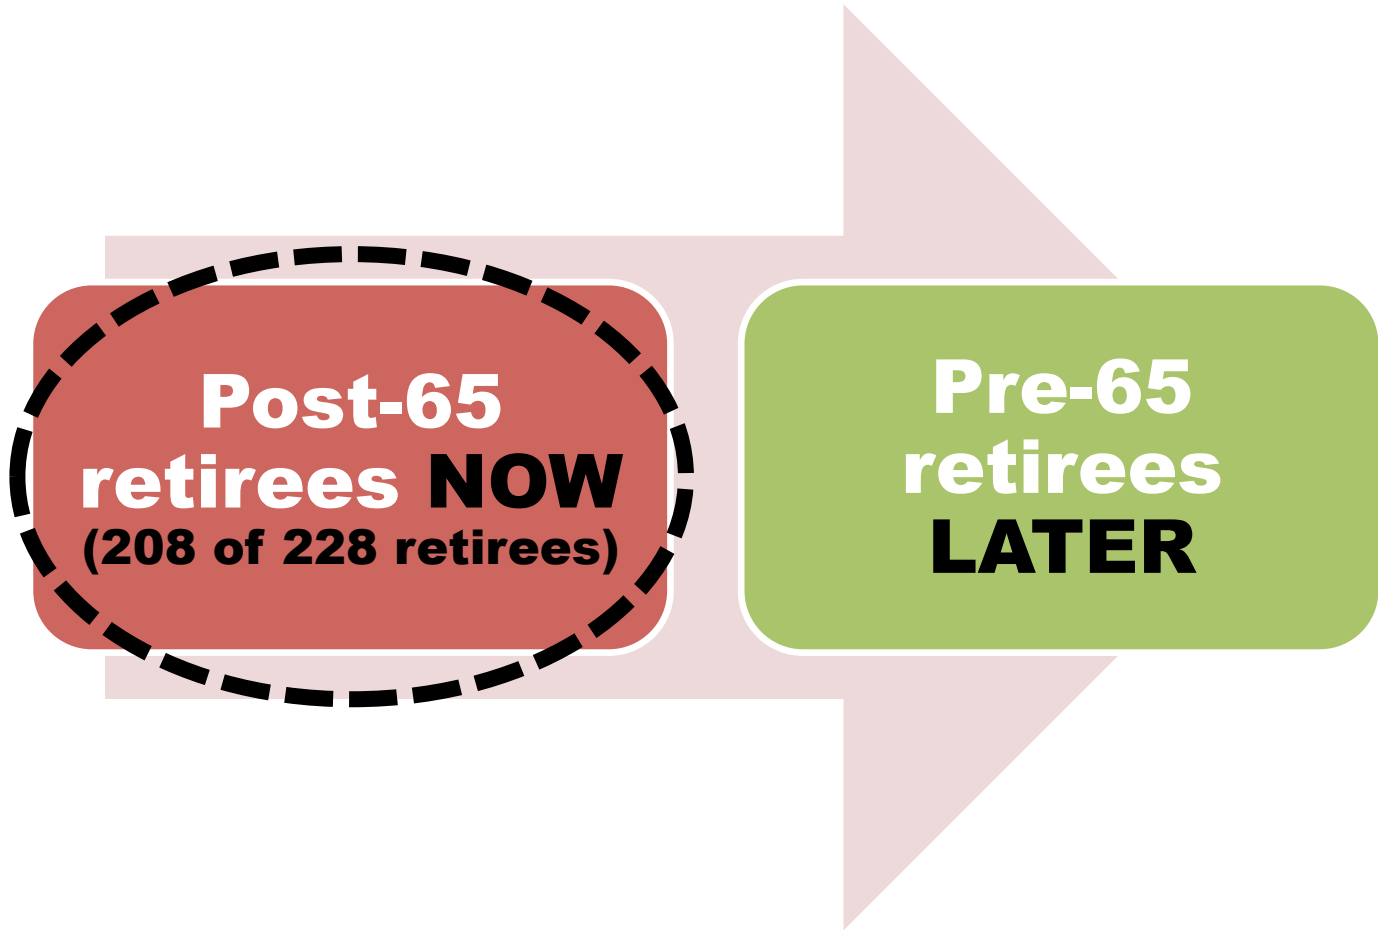 Post-65
retirees NOW
(208 of 228 retirees)
Pre-65
retirees
LATER